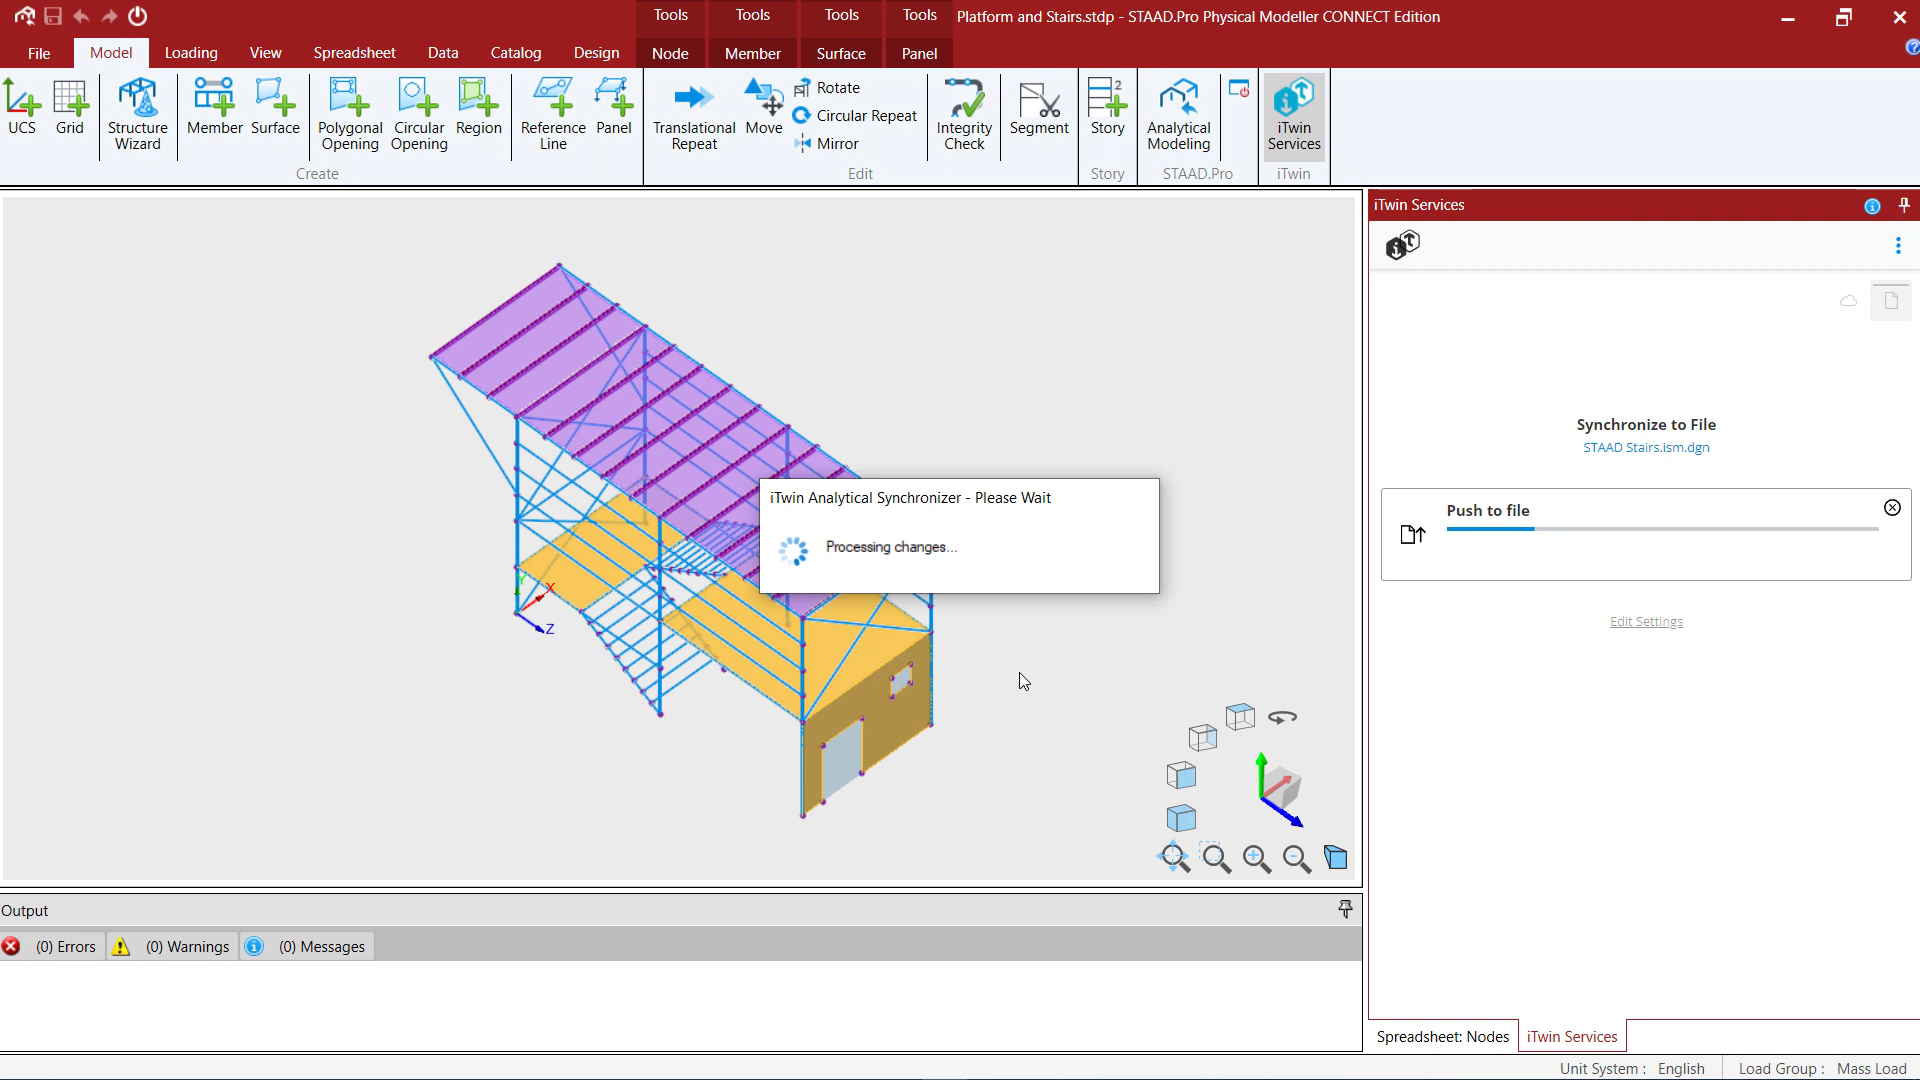 Tools Tools Tools Tools Platform and Stairs.stdp - STAAD.Pro Physical Modeller CONNECT Edition
File Model Loading View Spreadsheet Data Catalog Design Node Member Surface Panel
UCS Grid Structure Wizard Member Surface Polygonal Opening Circular Opening Region Reference Line Panel
Create
Translational Repeat Move
Rotate
Circular Repeat
Mirror
Integrity Check Segment
Edit
Story
Story
Analytical Modeling
STAAD.Pro
iTwin Services
iTwin
iTwin Services
Synchronize to File
STAAD Stairs.ism.dgn
Push to file
Edit Settings
iTwin Analytical Synchronizer - Please Wait
Processing changes...
Y
X
Z
Output
(0) Errors (0) Warnings (0) Messages
Spreadsheet: Nodes iTwin Services
Unit System : English Load Group : Mass Load